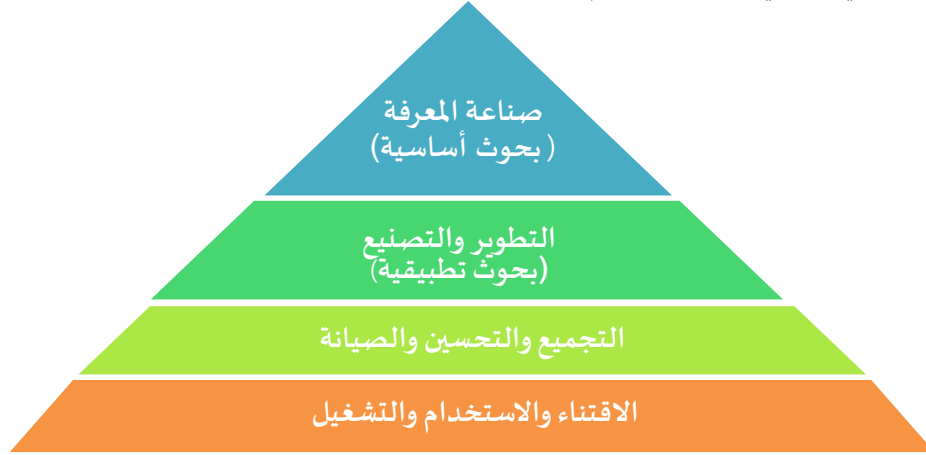 صناعة المعرفة
(بحوث أساسية)
التطوير والتصنيع
(بحوث تطبيقية)
التجميع والتحسين والصيانة
الاقتناء والاستخدام والتشغيل